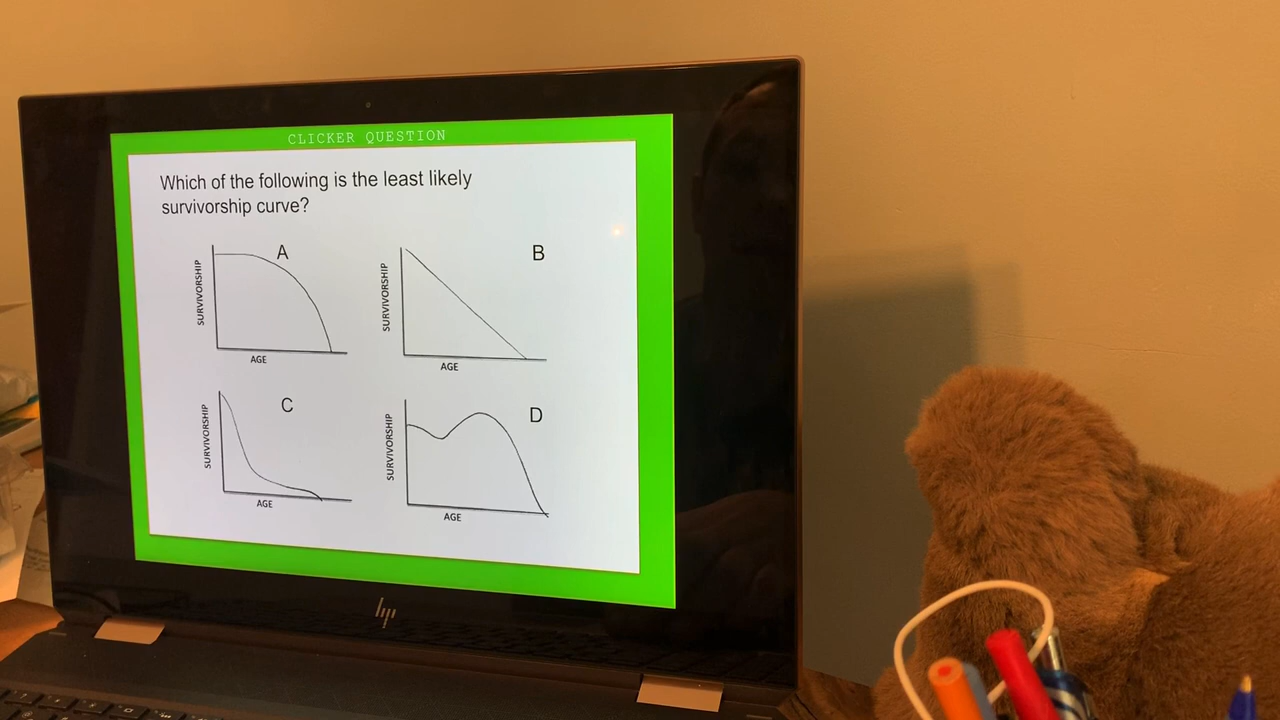 CLICKER QUESTION
Which of the following is the least likely
survivorship curve?
A
SURVIVORSHIP
AGE
B
SURVIVORSHIP
AGE
C
SURVIVORSHIP
AGE
D
SURVIVORSHIP
AGE
hp